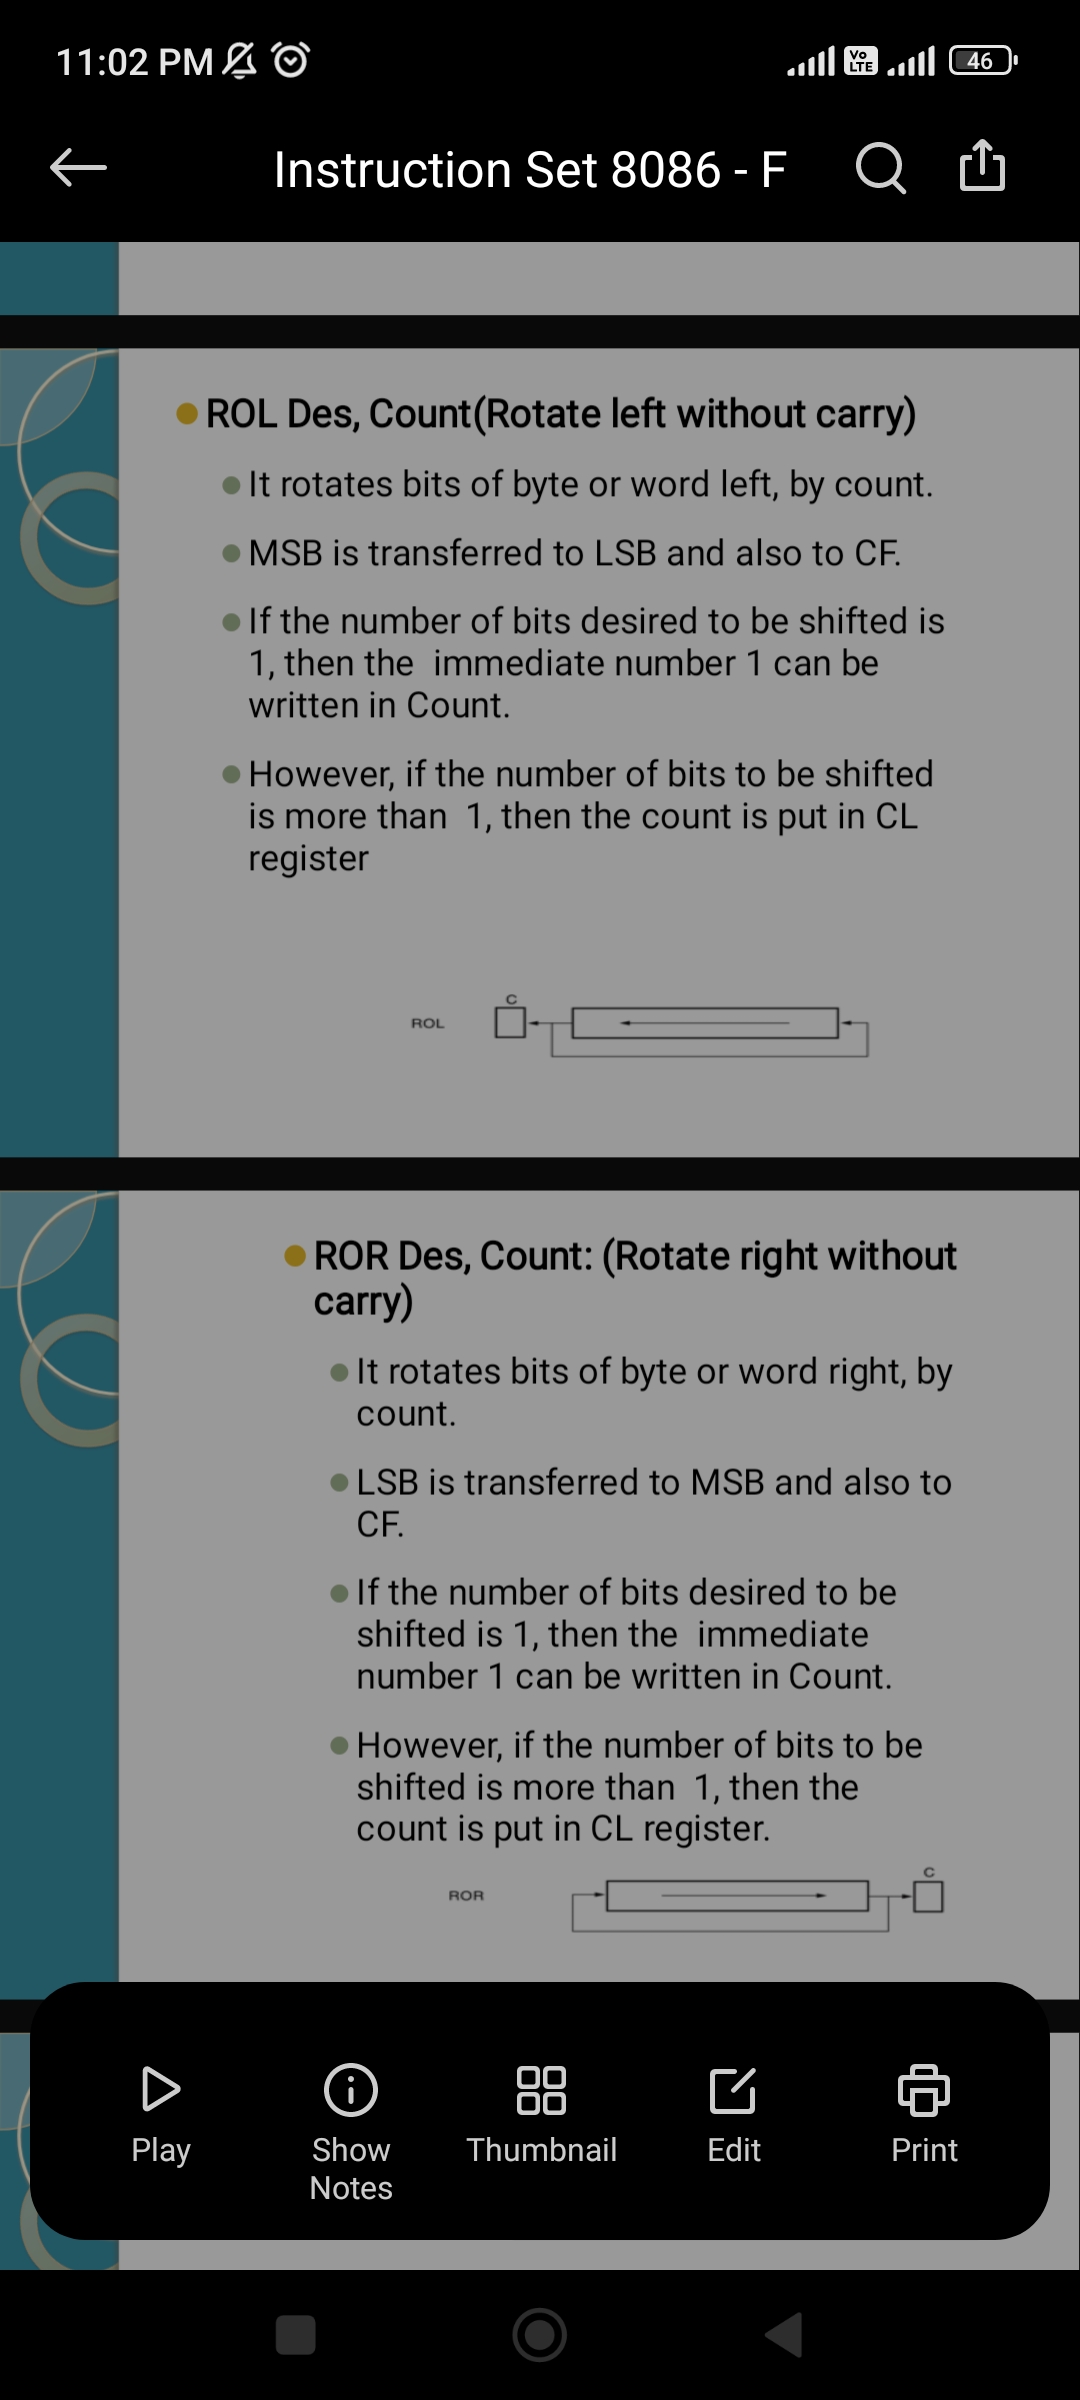 11:02 PM
Vo LTE
46
Instruction Set 8086 - F
ROL Des, Count(Rotate left without carry)
It rotates bits of byte or word left, by count.
MSB is transferred to LSB and also to CF.
If the number of bits desired to be shifted is
1, then the immediate number 1 can be
written in Count.
However, if the number of bits to be shifted
is more than 1, then the count is put in CL
register
C
ROL
ROR Des, Count: (Rotate right without
carry)
It rotates bits of byte or word right, by
count.
LSB is transferred to MSB and also to
CF.
If the number of bits desired to be
shifted is 1, then the immediate
number 1 can be written in Count.
However, if the number of bits to be
shifted is more than 1, then the
count is put in CL register.
C
ROR
Play
Show
Notes
Thumbnail
Edit
Print